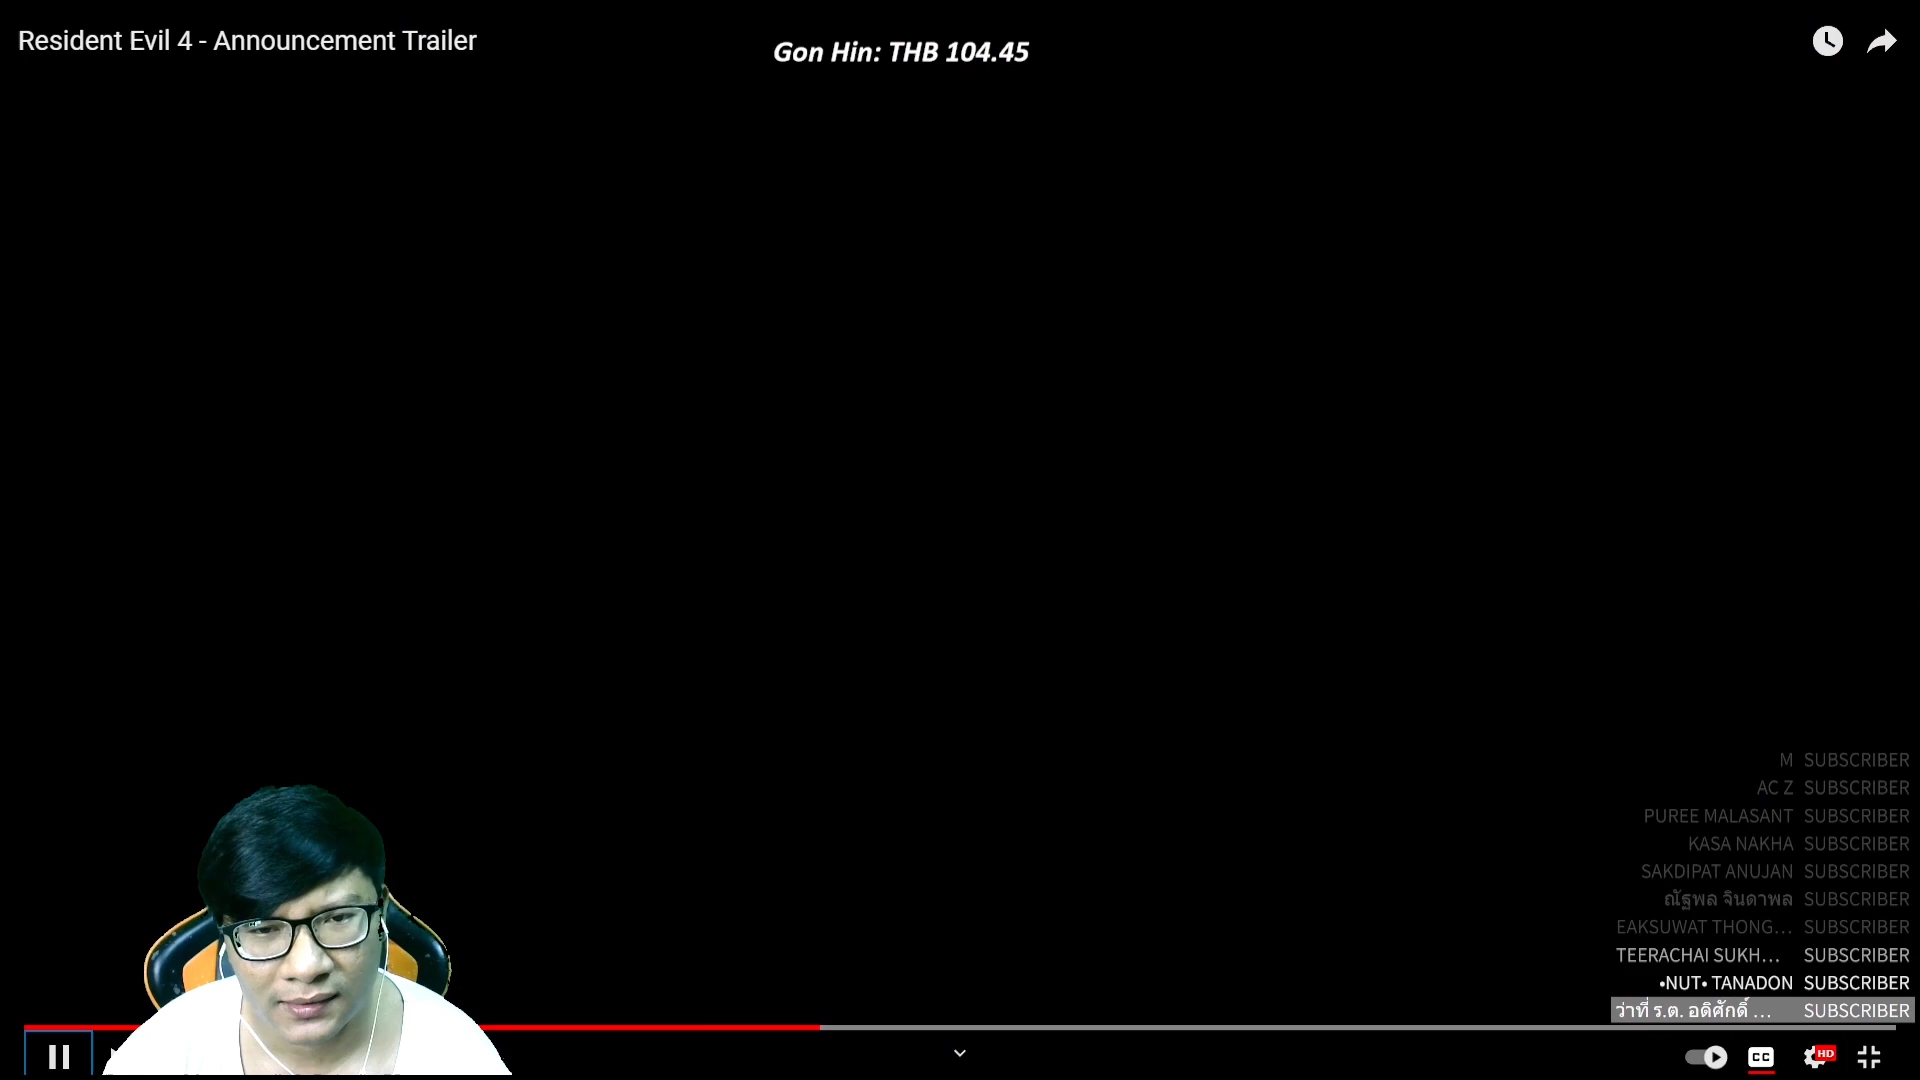 Resident Evil 4 - Announcement Trailer
Gon Hin: THB 104.45
M SUBSCRIBER
AC Z SUBSCRIBER
PUREE MALASANT SUBSCRIBER
KASA NAKHA SUBSCRIBER
SAKDIPAT ANUJAN SUBSCRIBER
ณัฐพล จินดาพล SUBSCRIBER
EAKSUWAT THONG... SUBSCRIBER
TEERACHAI SUKH... SUBSCRIBER
•NUT• TANADON SUBSCRIBER
ว่าที่ ร.ต. อดิศักดิ์ ... SUBSCRIBER
CC
HD